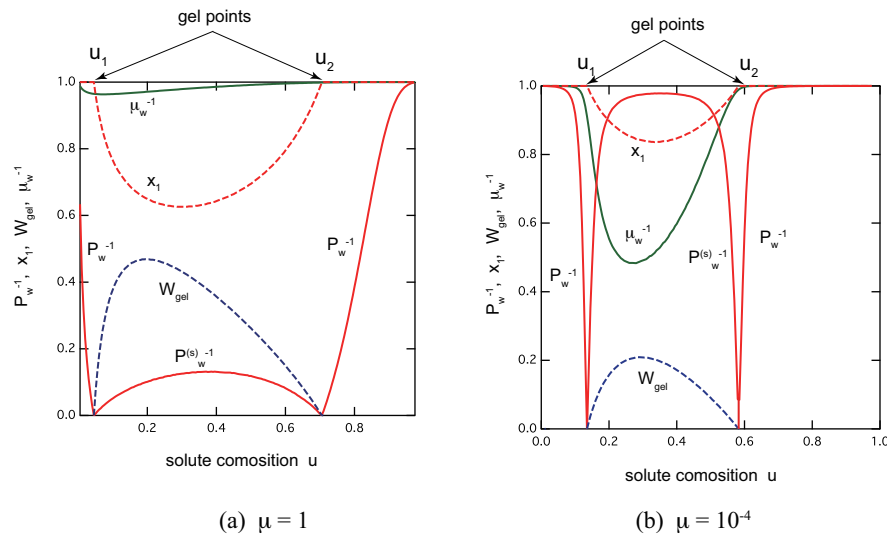 gel points
u1
u2
1.0
0.8
0.6
0.4
0.2
0.0
μw-1
x1
Pw-1
Pw-1
Wgel
P(s)w-1
0.2
0.4
0.6
0.8
Pw-1, x1, Wgel, μw-1
solute comosition u
(a) μ = 1
gel points
u1
u2
1.0
0.8
0.6
0.4
0.2
0.0
x1
μw-1
Pw-1
P(s)w-1
Pw-1
Wgel
0.0
0.2
0.4
0.6
0.8
1.0
Pw-1, x1, Wgel, μw-1
solute comosition u
(b) μ = 10-4